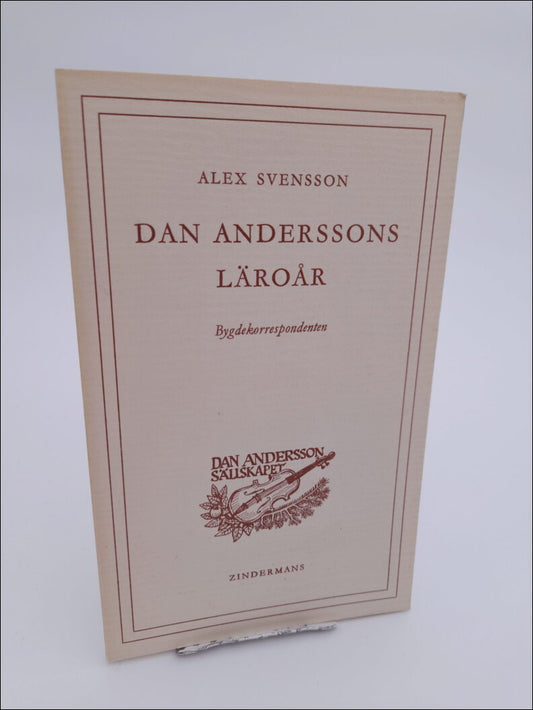 ALEX SVENSSON
DAN ANDERSSONS
LÄROÅR
Bygdekorrespondenten
DAN ANDERSSON
SÄLLSKAPET
ZINDERMANS